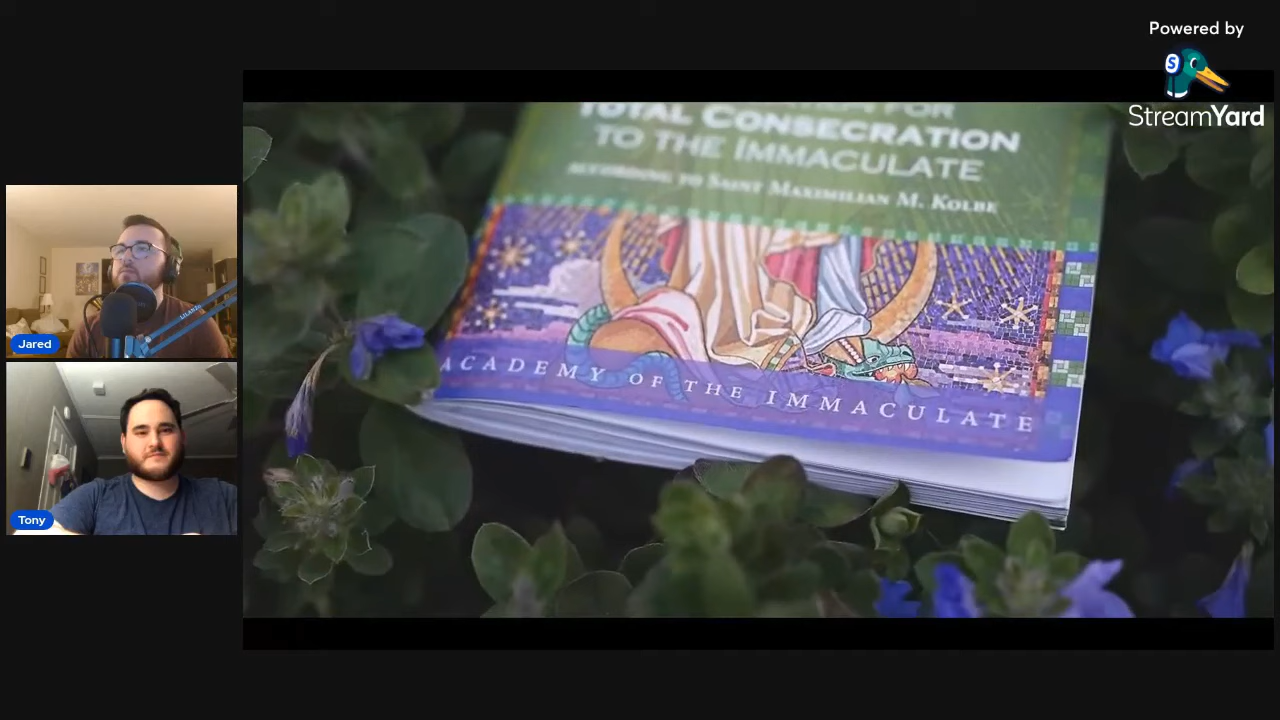 Powered by
StreamYard
FOR
TOTAL CONSECRATION
TO THE IMMACULATE
ACCORDING TO SAINT MAXIMILIAN M. KOLBE
ACADEMY OF THE IMMACULATE
Jared
Tony